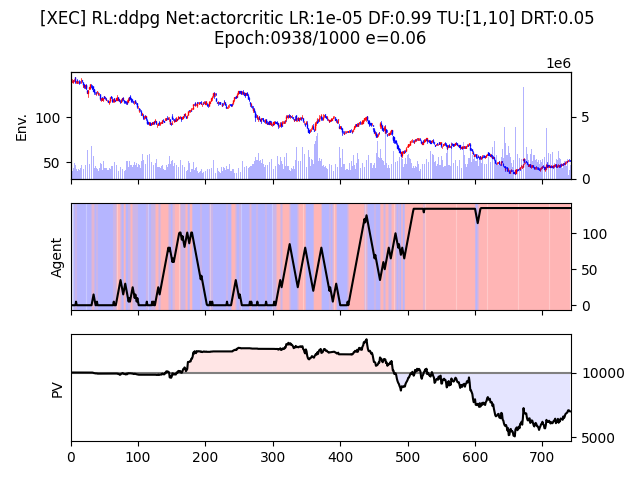 [XEC] RL:ddpg Net:actorcritic LR:1e-05 DF:0.99 TU:[1,10] DRT:0.05
Epoch:0938/1000 e=0.06
1e6
Env.
100
50
5
0
Agent
100
50
0
PV
10000
5000
0 100 200 300 400 500 600 700